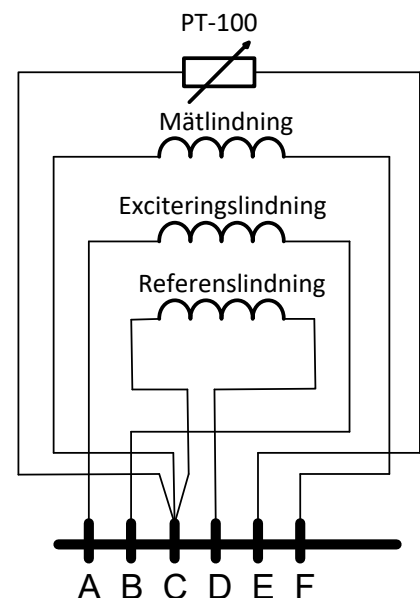 PT-100
Mätlindning
Exciteringslindning
Referenslindning
A B C D E F